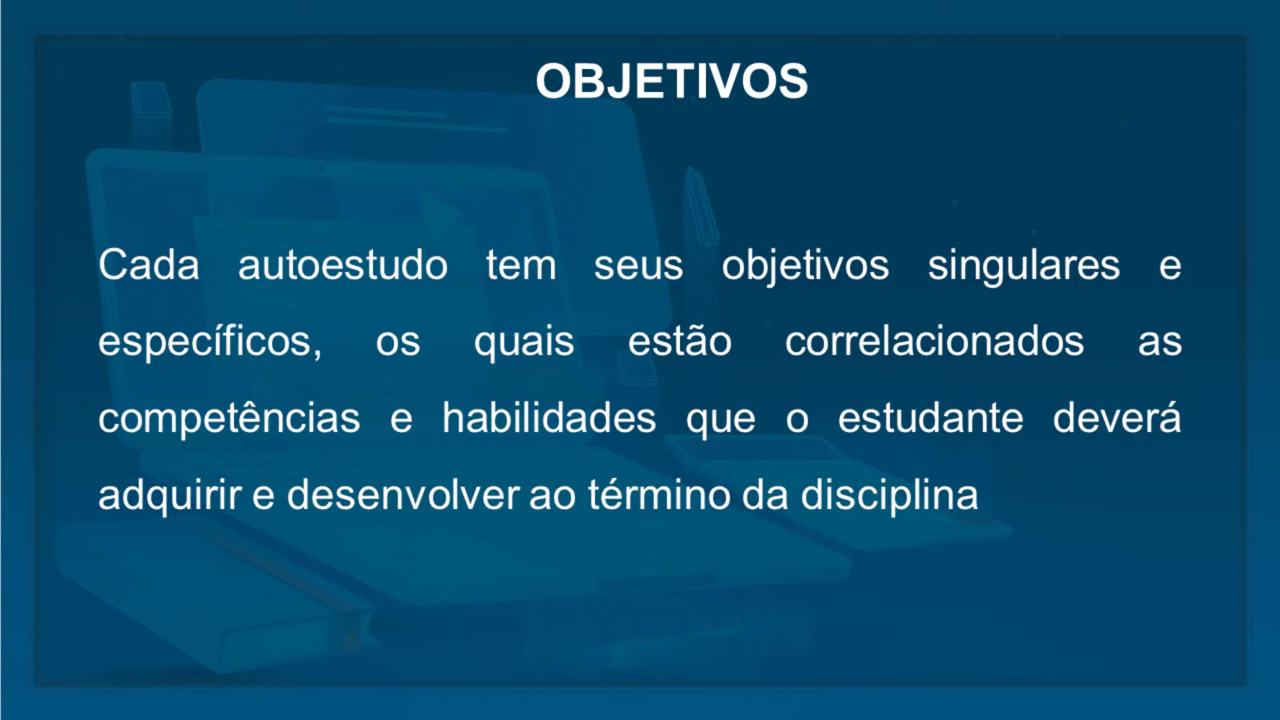 OBJETIVOS
Cada autoestudo tem seus objetivos singulares e
específicos, os quais estão correlacionados as
competências e habilidades que o estudante deverá
adquirir e desenvolver ao término da disciplina